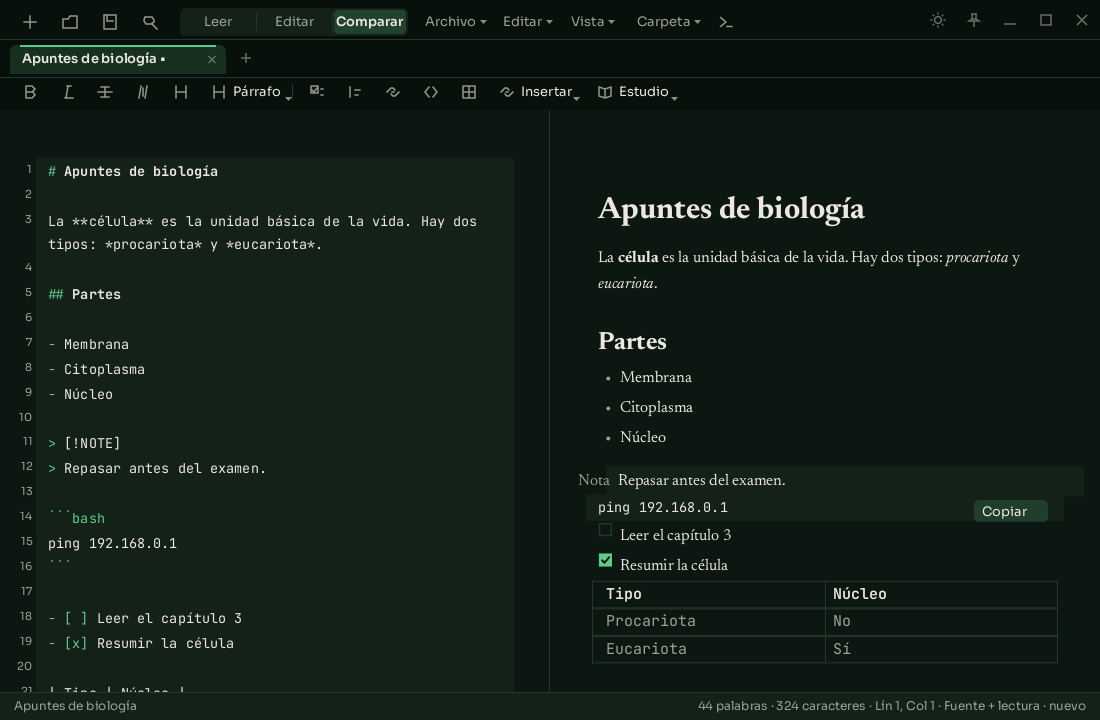 Leer Editar Comparar Archivo Editar Vista Carpeta
Apuntes de biología •
Párrafo Insertar Estudio
1 # Apuntes de biología
2
3 La **célula** es la unidad básica de la vida. Hay dos
tipos: *procariota* y *eucariota*.
4
5 ## Partes
6
7 - Membrana
8 - Citoplasma
9 - Núcleo
10
11 > [!NOTE]
12 > Repasar antes del examen.
13
14 ```bash
15 ping 192.168.0.1
16 ```
17
18 - [ ] Leer el capítulo 3
19 - [x] Resumir la célula
20
21 | Tipo | Núcleo |
Apuntes de biología
La célula es la unidad básica de la vida. Hay dos tipos: procariota y
eucariota.
Partes
• Membrana
• Citoplasma
• Núcleo
Nota Repasar antes del examen.
ping 192.168.0.1 Copiar
Leer el capítulo 3
Resumir la célula
Tipo Núcleo
Procariota No
Eucariota Sí
Apuntes de biología 44 palabras · 324 caracteres · Lín 1, Col 1 · Fuente + lectura · nuevo